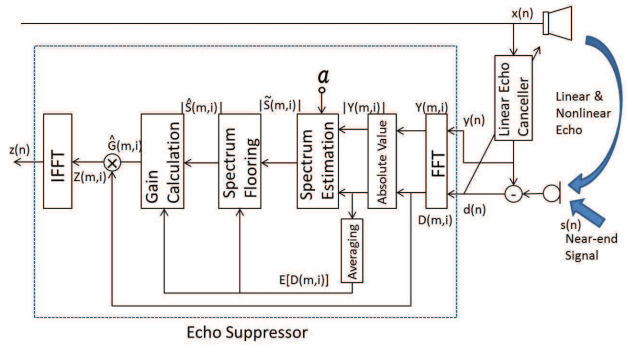 x(n)
Linear Echo
Canceller
Linear &
Nonlinear
Echo
s(n)
Near-end
Signal
-
y(n)
d(n)
FFT
Y(m,i)
D(m,i)
Absolute Value
|Y(m,i)|
Averaging
E[D(m,i)]
a
Spectrum
Estimation
|S̃(m,i)|
Spectrum
Flooring
|Ŝ(m,i)|
Gain
Calculation
Ĝ(m,i)
×
Z(m,i)
IFFT
z(n)
Echo Suppressor